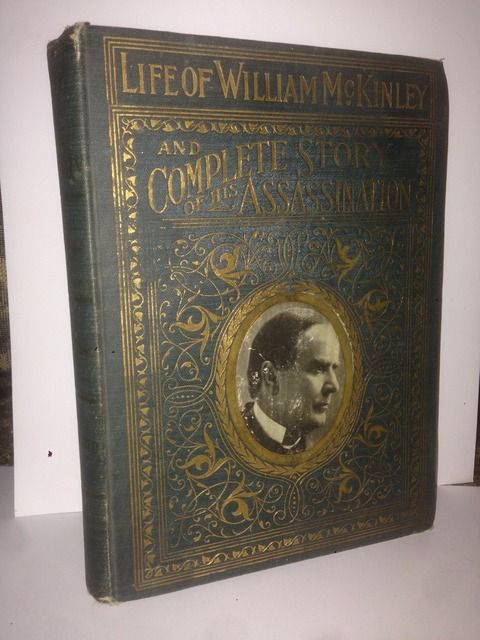 LIFE OF WILLIAM MCKINLEY
AND
COMPLETE STORY
OF HIS ASSASSINATION